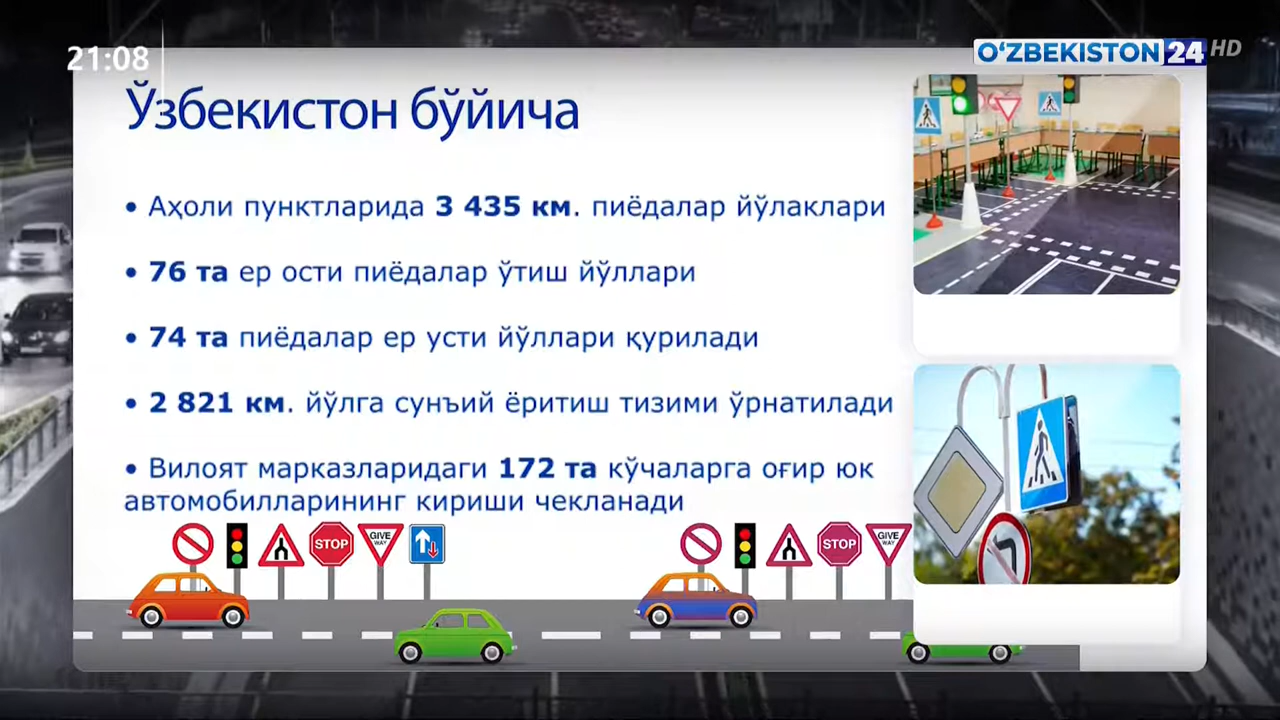 21:08
O‘ZBEKISTON 24 HD
Ўзбекистон бўйича
• Аҳоли пунктларида 3 435 км. пиёдалар йўлаклари
• 76 та ер ости пиёдалар ўтиш йўллари
• 74 та пиёдалар ер усти йўллари қурилади
• 2 821 км. йўлга сунъий ёритиш тизими ўрнатилади
• Вилоят марказларидаги 172 та кўчаларга оғир юк
автомобилларининг кириши чекланади
STOP
GIVE
WAY
STOP
GIVE
WAY